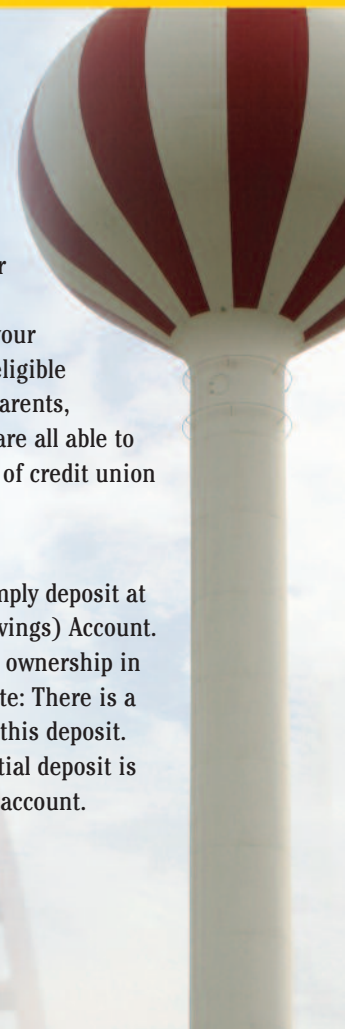 r
your
eligible
arents,
are all able to
of credit union
mply deposit at
vings) Account.
ownership in
te: There is a
this deposit.
tial deposit is
account.